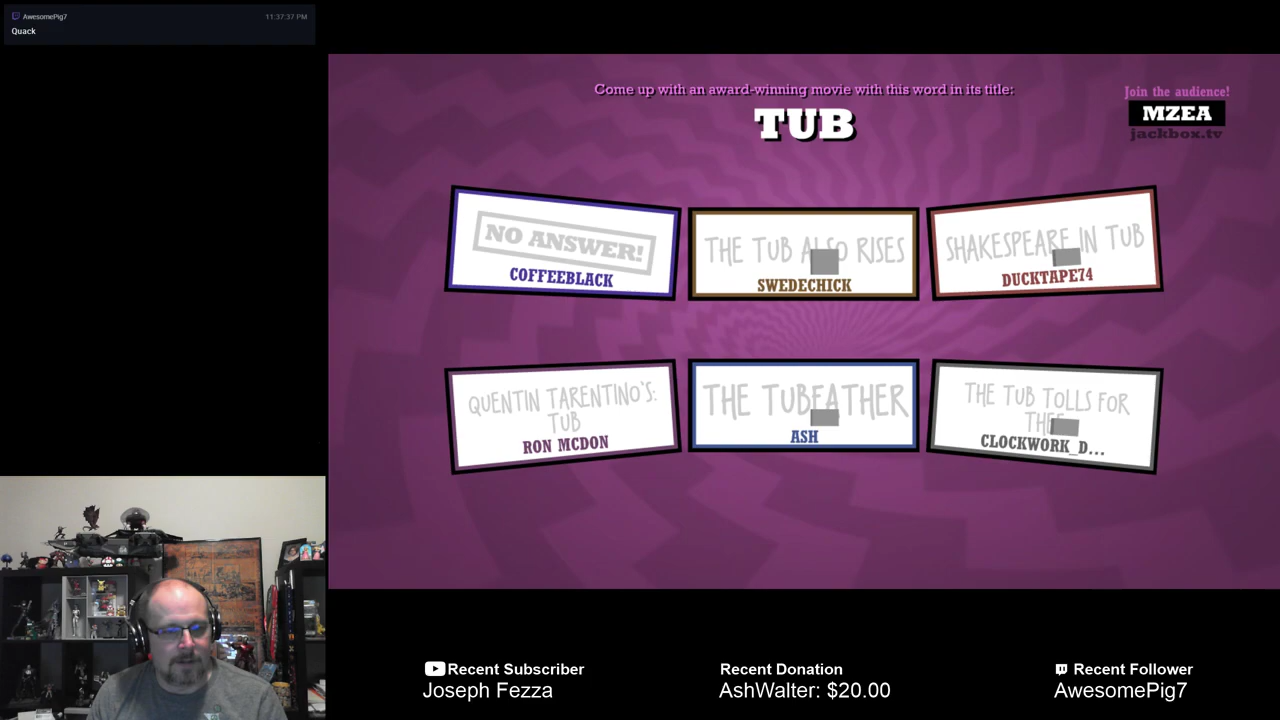 AwesomePig7 11:37:37 PM
Quack
Come up with an award-winning movie with this word in its title:
TUB
Join the audience!
MZEA
jackbox.tv
NO ANSWER!
COFFEEBLACK
THE TUB ALSO RISES
SWEDECHICK
SHAKESPEARE IN TUB
DUCKTAPE74
QUENTIN TARENTINO'S:
TUB
RON MCDON
THE TUBFATHER
ASH
THE TUB TOLLS FOR
THEE
CLOCKWORK_D...
Recent Subscriber
Joseph Fezza
Recent Donation
AshWalter: $20.00
Recent Follower
AwesomePig7